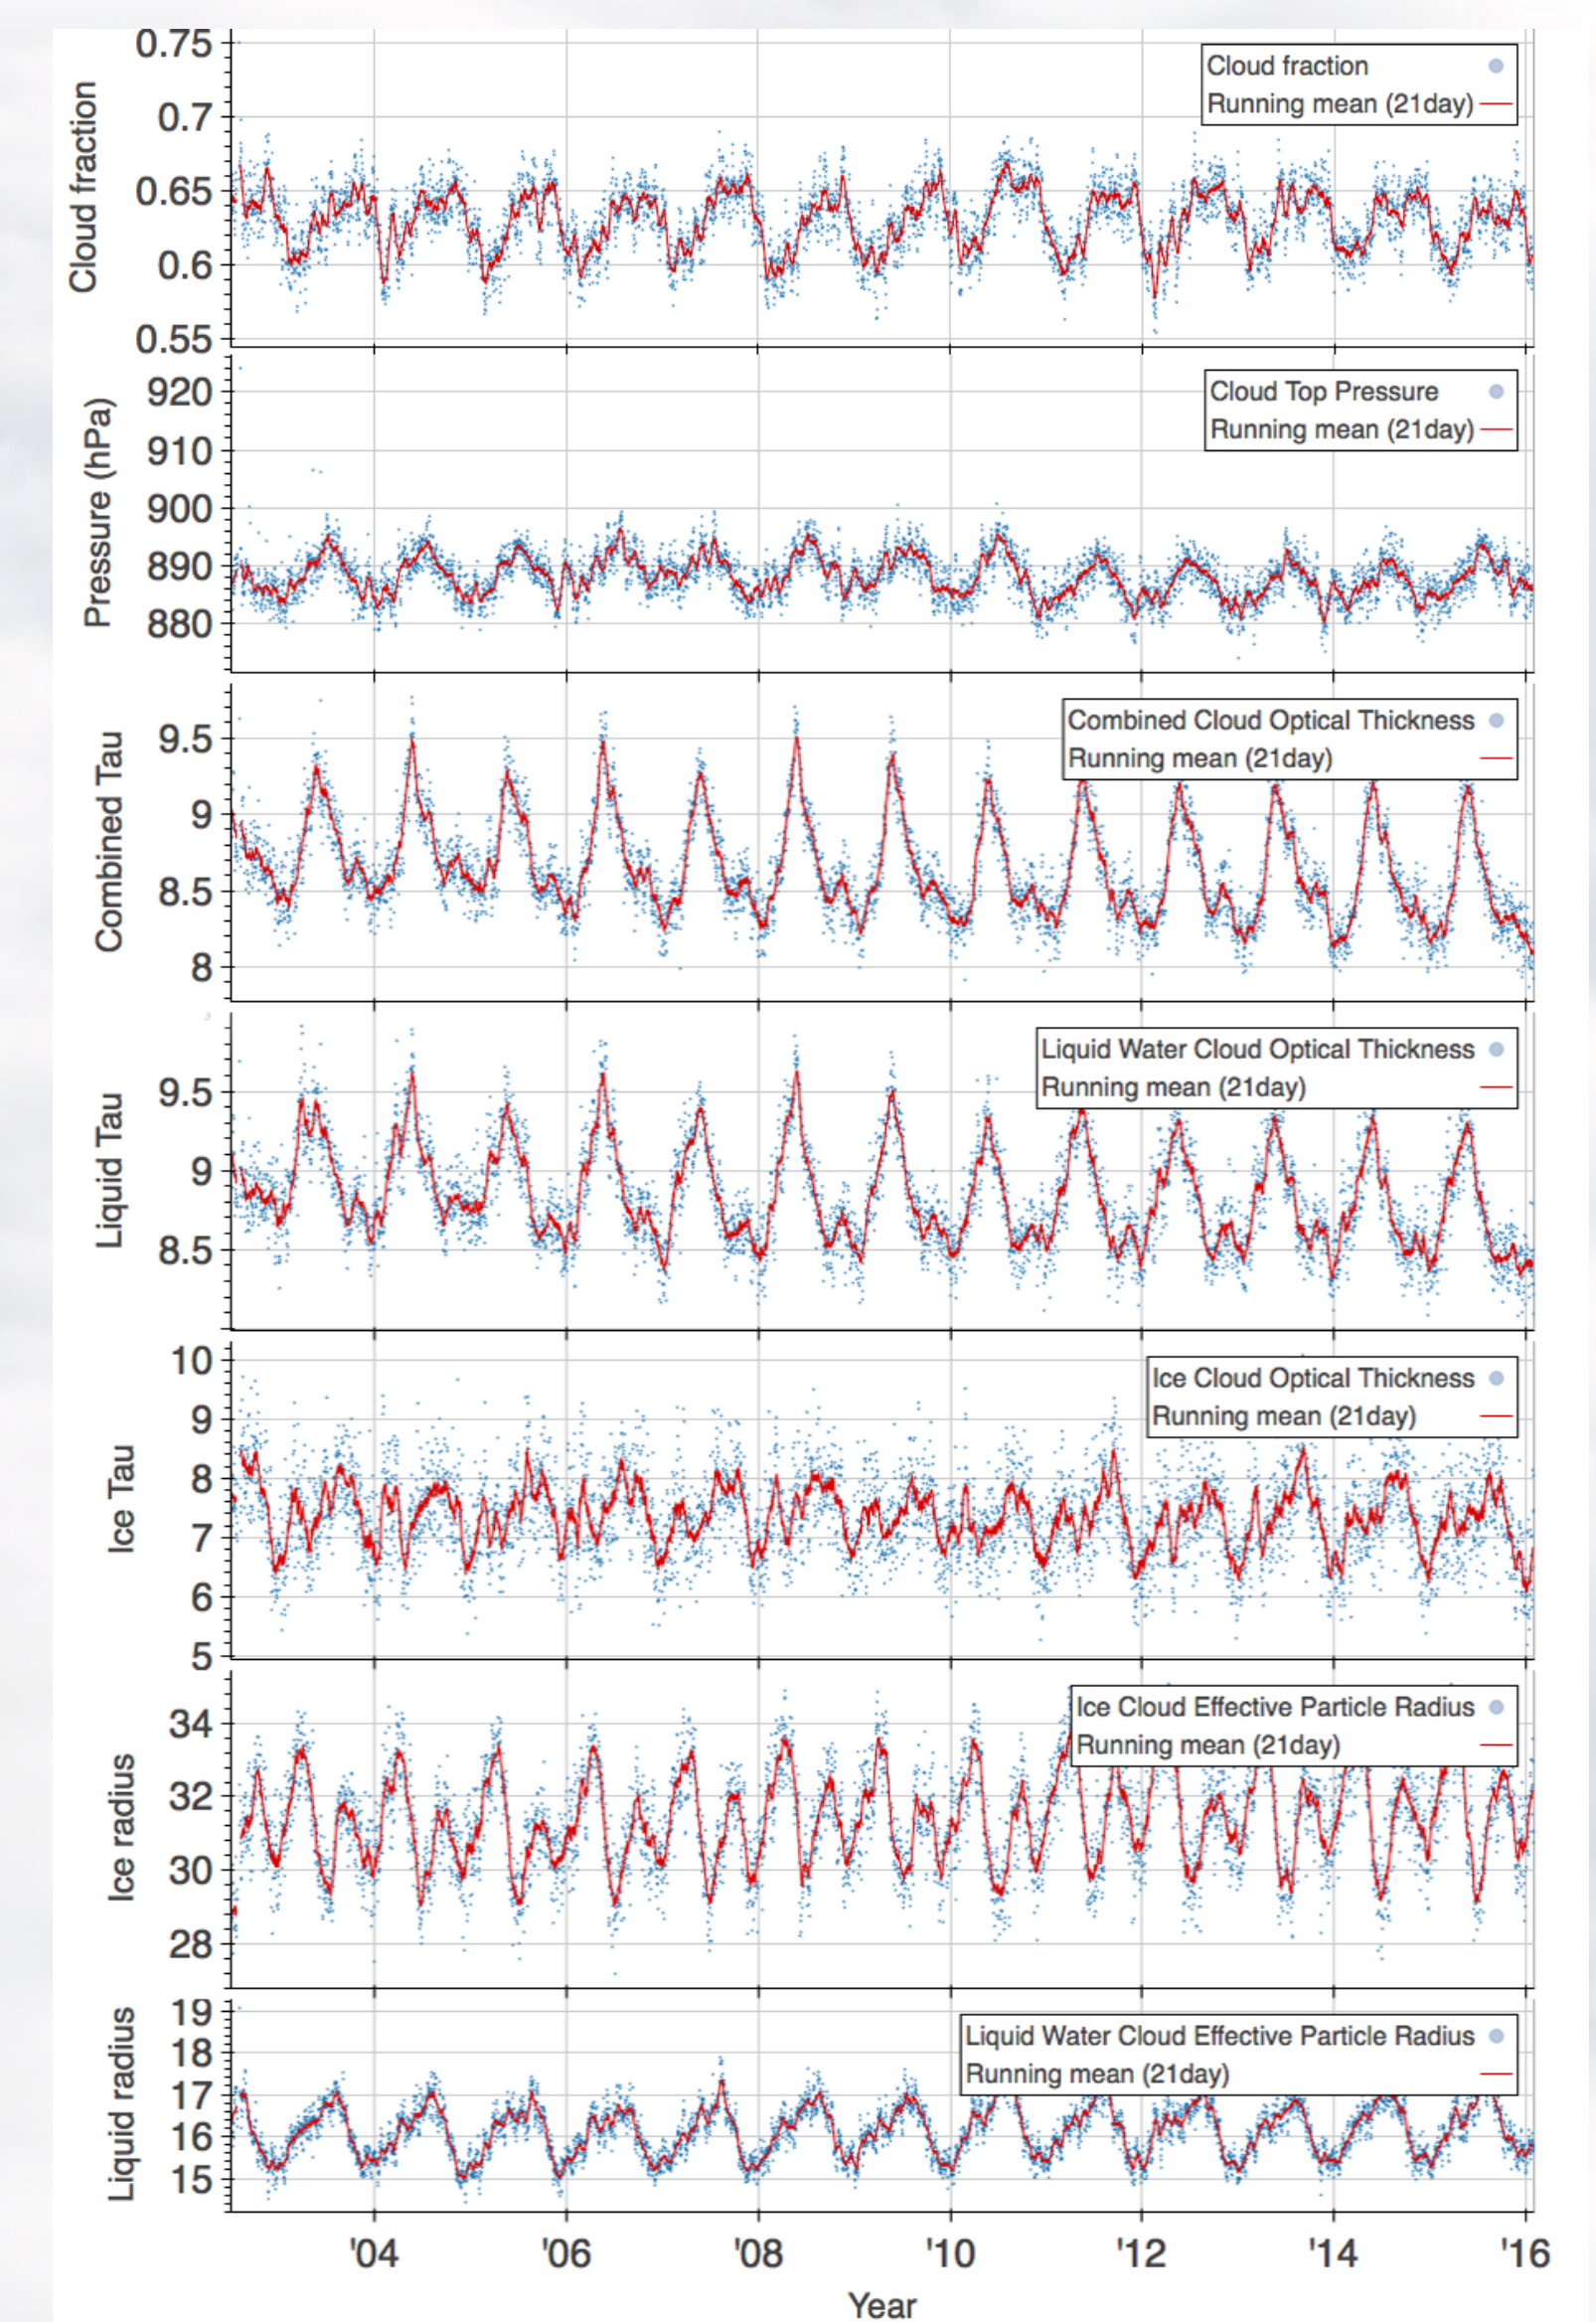 Cloud fraction
0.75
0.7
0.65
0.6
0.55
Cloud fraction
Running mean (21day)
Pressure (hPa)
920
910
900
890
880
Cloud Top Pressure
Running mean (21day)
Combined Tau
9.5
9
8.5
8
Combined Cloud Optical Thickness
Running mean (21day)
Liquid Tau
9.5
9
8.5
Liquid Water Cloud Optical Thickness
Running mean (21day)
Ice Tau
10
9
8
7
6
5
Ice Cloud Optical Thickness
Running mean (21day)
Ice radius
34
32
30
28
Ice Cloud Effective Particle Radius
Running mean (21day)
Liquid radius
19
18
17
16
15
Liquid Water Cloud Effective Particle Radius
Running mean (21day)
'04 '06 '08 '10 '12 '14 '16
Year